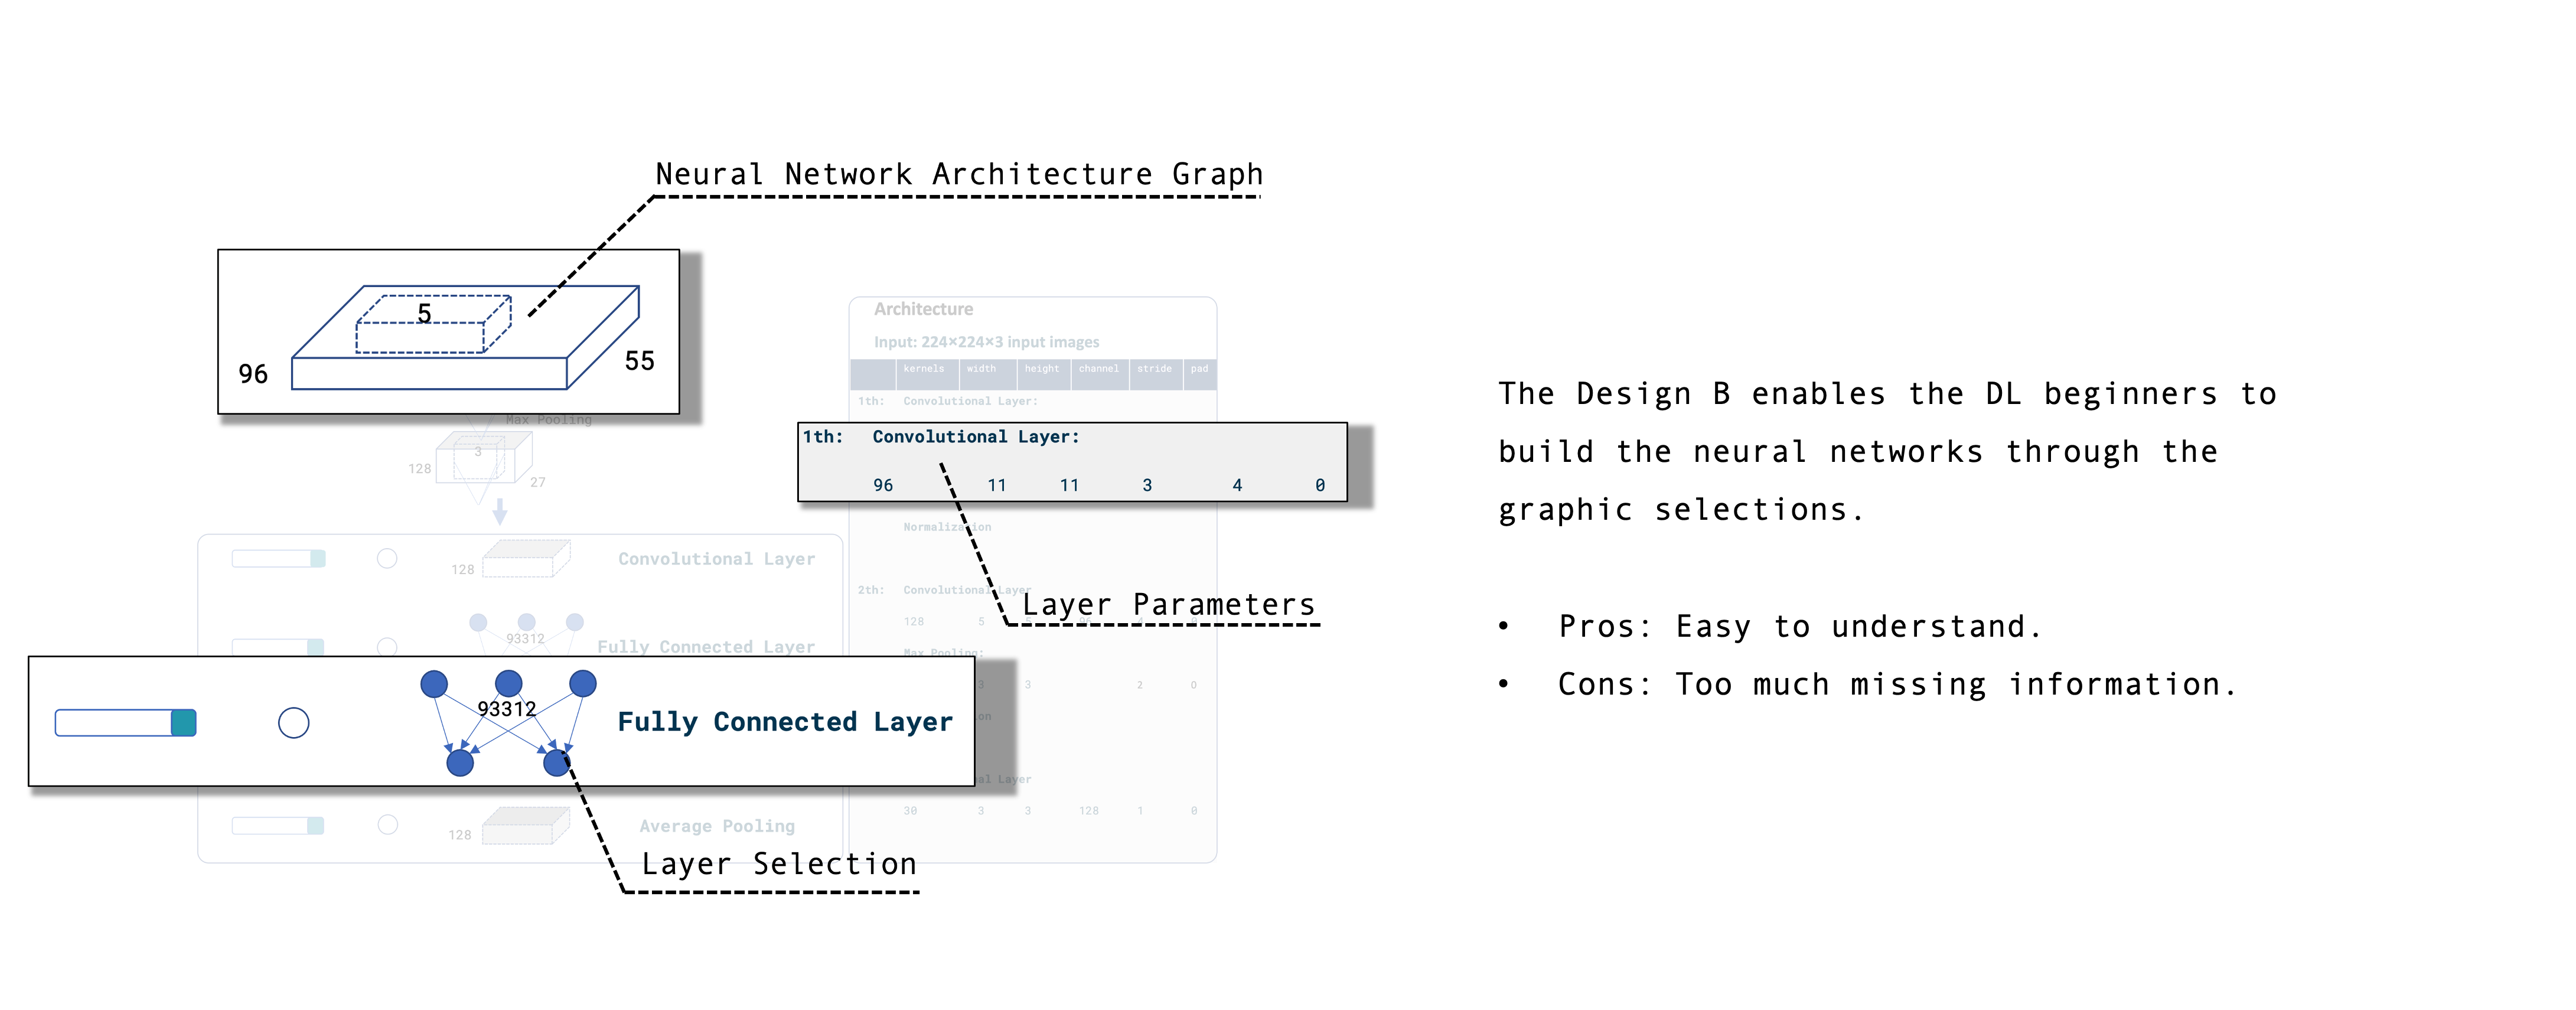 Neural Network Architecture Graph
5
96
55
Max Pooling
3
128
27
128
Convolutional Layer
93312
Fully Connected Layer
93312
Fully Connected Layer
128
Average Pooling
Layer Selection
Architecture
Input: 224×224×3 input images
kernels width height channel stride pad
1th: Convolutional Layer:
1th: Convolutional Layer:
96 11 11 3 4 0
Normalization
2th: Convolutional Layer
Layer Parameters
128 5 5 96
Max Pooling:
3 3 2 0
30 3 3 128 1 0
The Design B enables the DL beginners to
build the neural networks through the
graphic selections.
• Pros: Easy to understand.
• Cons: Too much missing information.